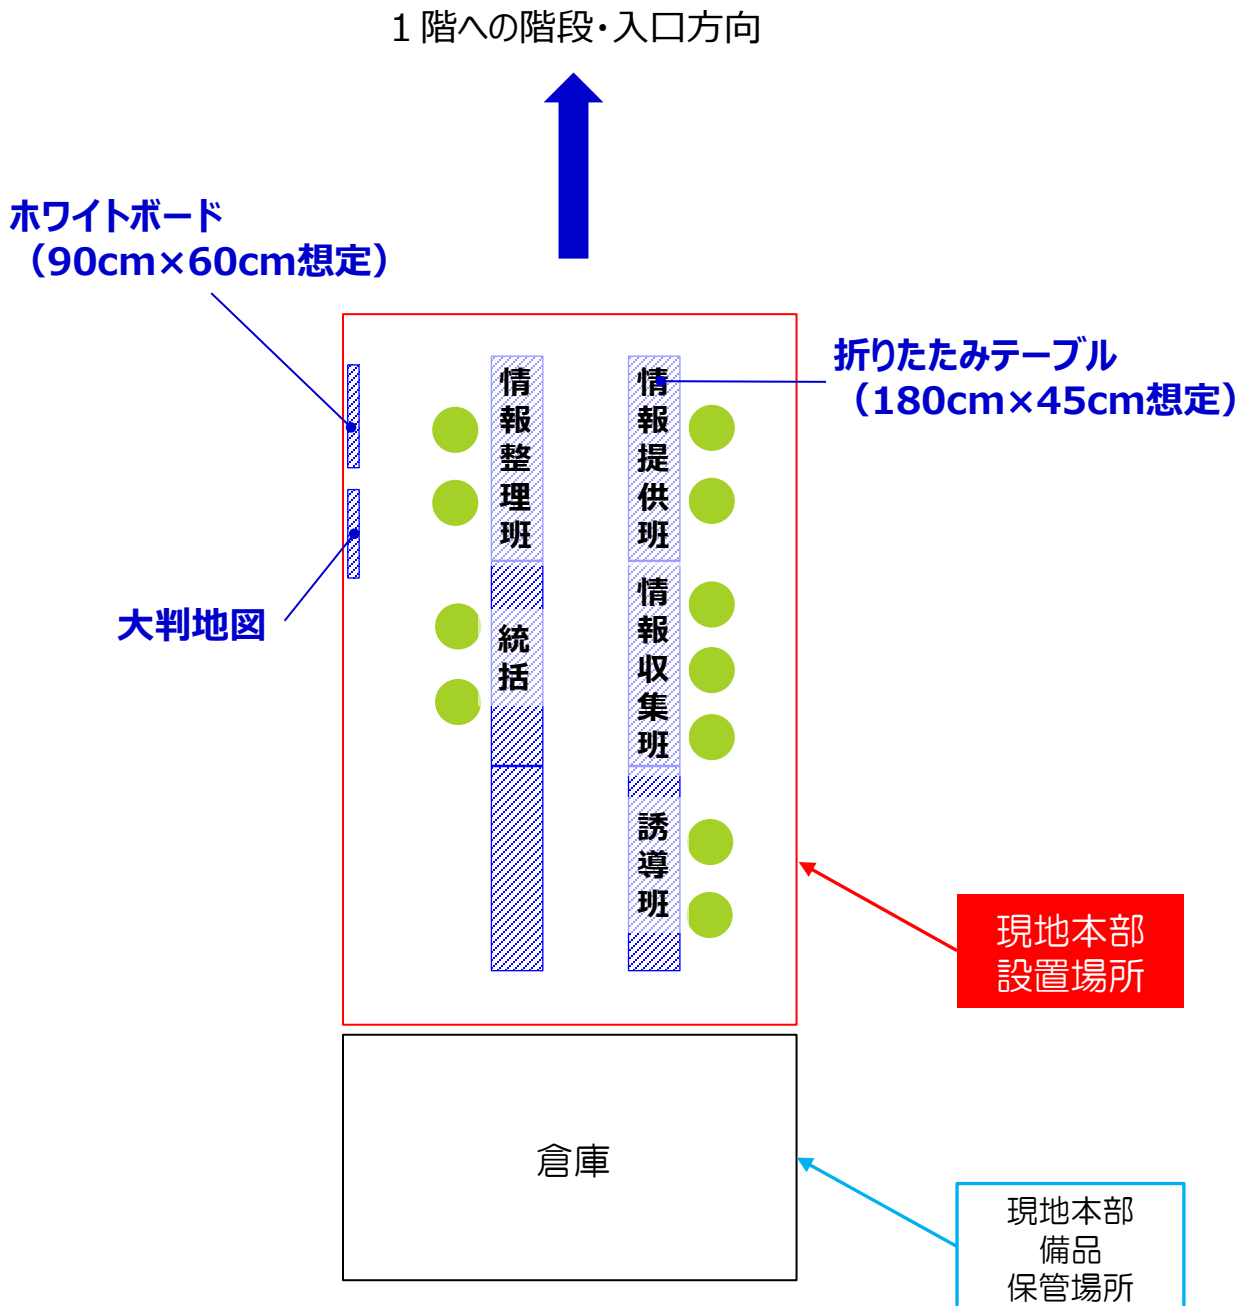 1階への階段・入口方向
ホワイトボード
（90cm×60cm想定）
折りたたみテーブル
（180cm×45cm想定）
情報整理班
情報提供班
大判地図
統括
情報収集班
誘導班
現地本部
設置場所
倉庫
現地本部
備品
保管場所